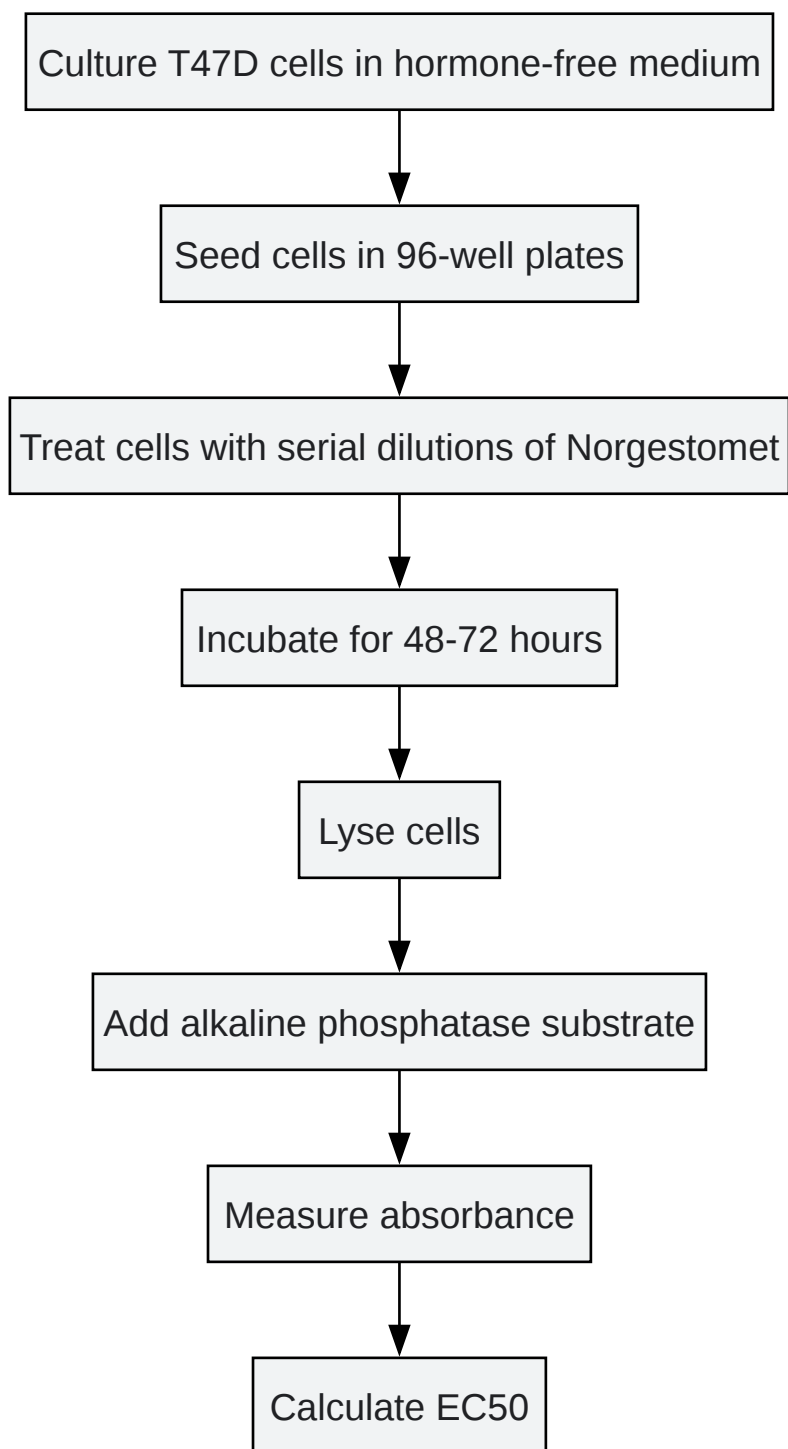 Culture T47D cells in hormone-free medium
Seed cells in 96-well plates
Treat cells with serial dilutions of Norgestomet
Incubate for 48-72 hours
Lyse cells
Add alkaline phosphatase substrate
Measure absorbance
Calculate EC50